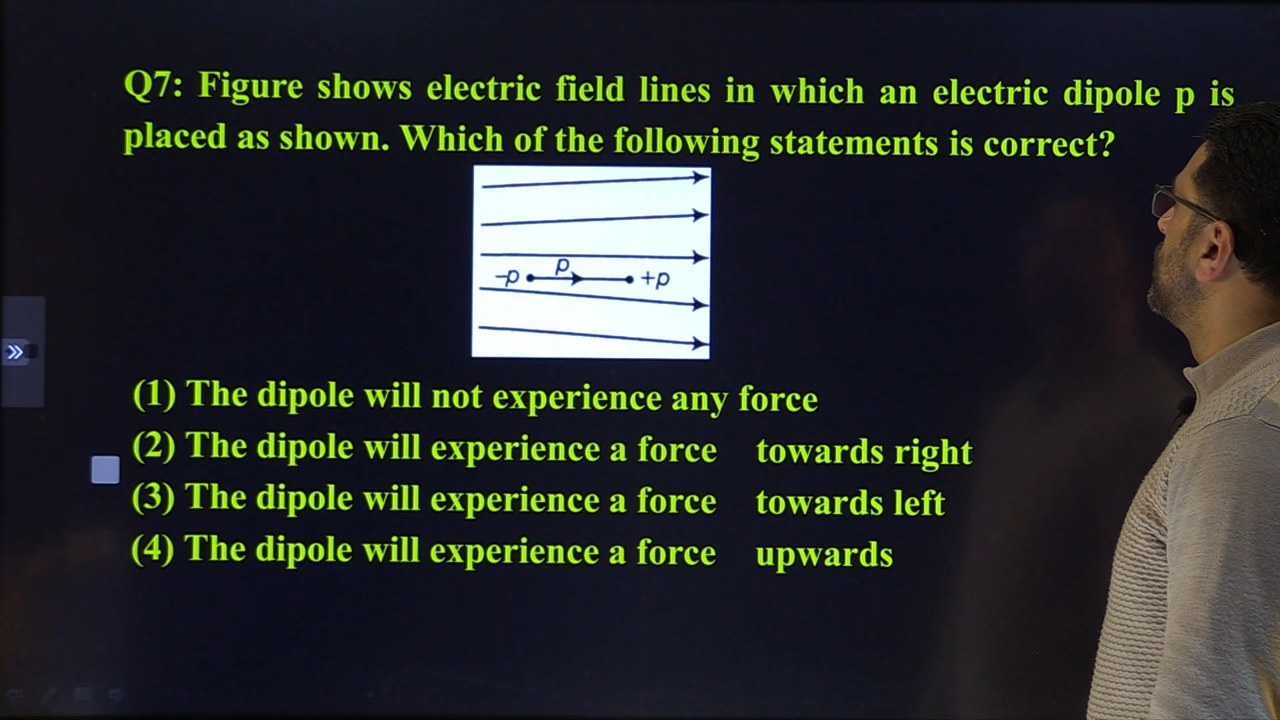 Q7: Figure shows electric field lines in which an electric dipole p is
placed as shown. Which of the following statements is correct?
p
-p
+p
(1) The dipole will not experience any force
(2) The dipole will experience a force towards right
(3) The dipole will experience a force towards left
(4) The dipole will experience a force upwards